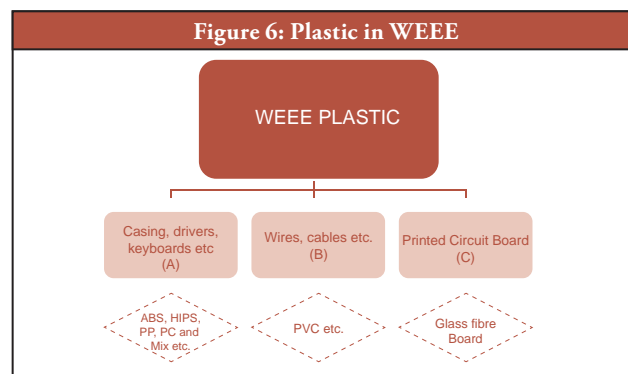 Figure 6: Plastic in WEEE
WEEE PLASTIC
Casing, drivers,
keyboards etc
(A)
Wires, cables etc.
(B)
Printed Circuit Board
(C)
ABS, HIPS,
PP, PC and
Mix etc.
PVC etc.
Glass fibre
Board